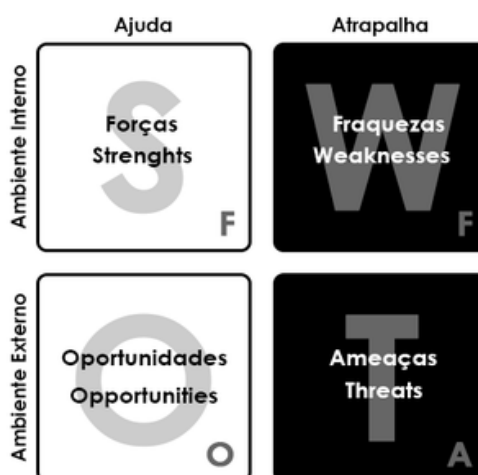 Ajuda
Atrapalha
Ambiente Interno
S
Forças
Strenghts
F
W
Fraquezas
Weaknesses
F
Ambiente Externo
O
Oportunidades
Opportunities
O
T
Ameaças
Threats
A